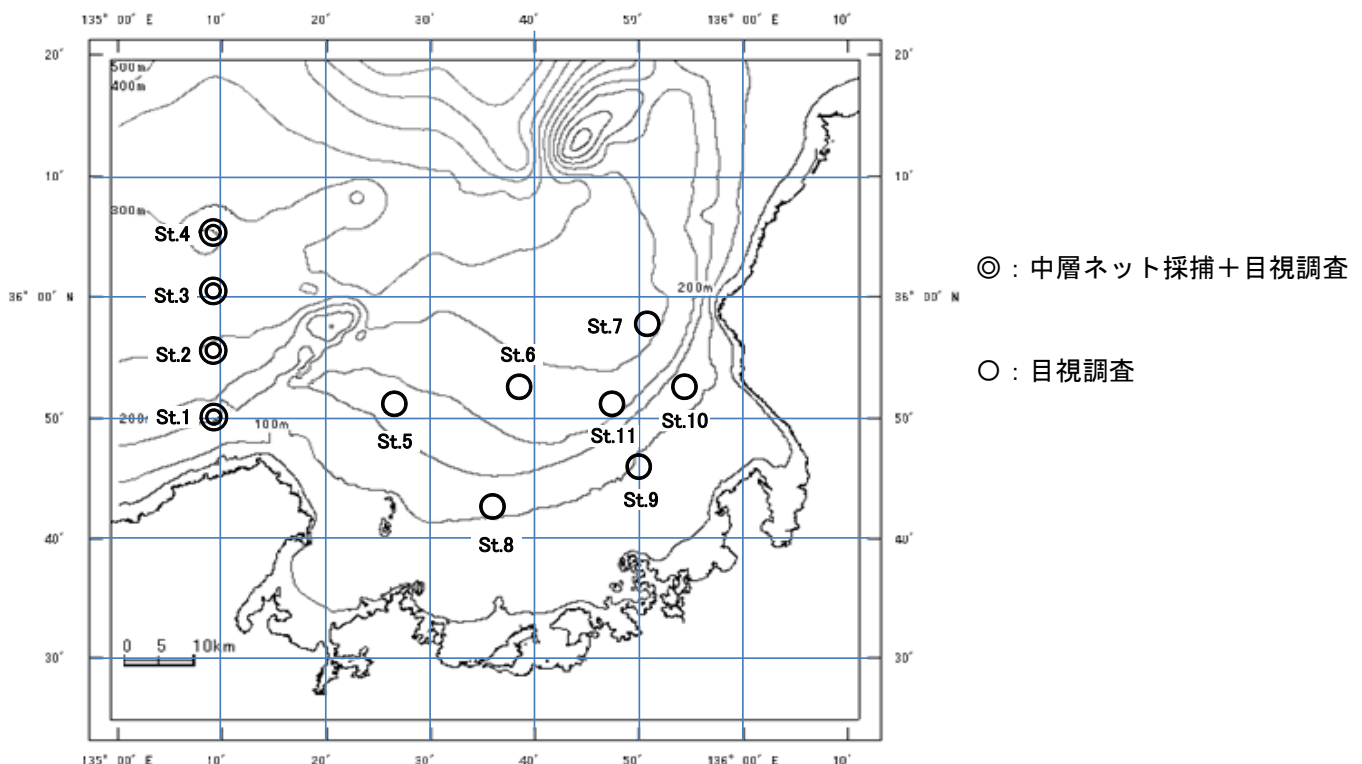 135° 00′ E 10′ 20′ 30′ 40′ 50′ 136° 00′ E 10′
20′ 20′
500m
400m
10′ 10′
300m
St.4
200m
St.3
36° 00′ N 36° 00′ N
St.7
St.2
St.6
St.1
200m
50′ 50′
100m
St.5
St.11
St.10
St.9
St.8
40′ 40′
0 5 10km
30′ 30′
135° 00′ E 10′ 20′ 30′ 40′ 50′ 136° 00′ E 10′
◎：中層ネット採捕＋目視調査
○：目視調査